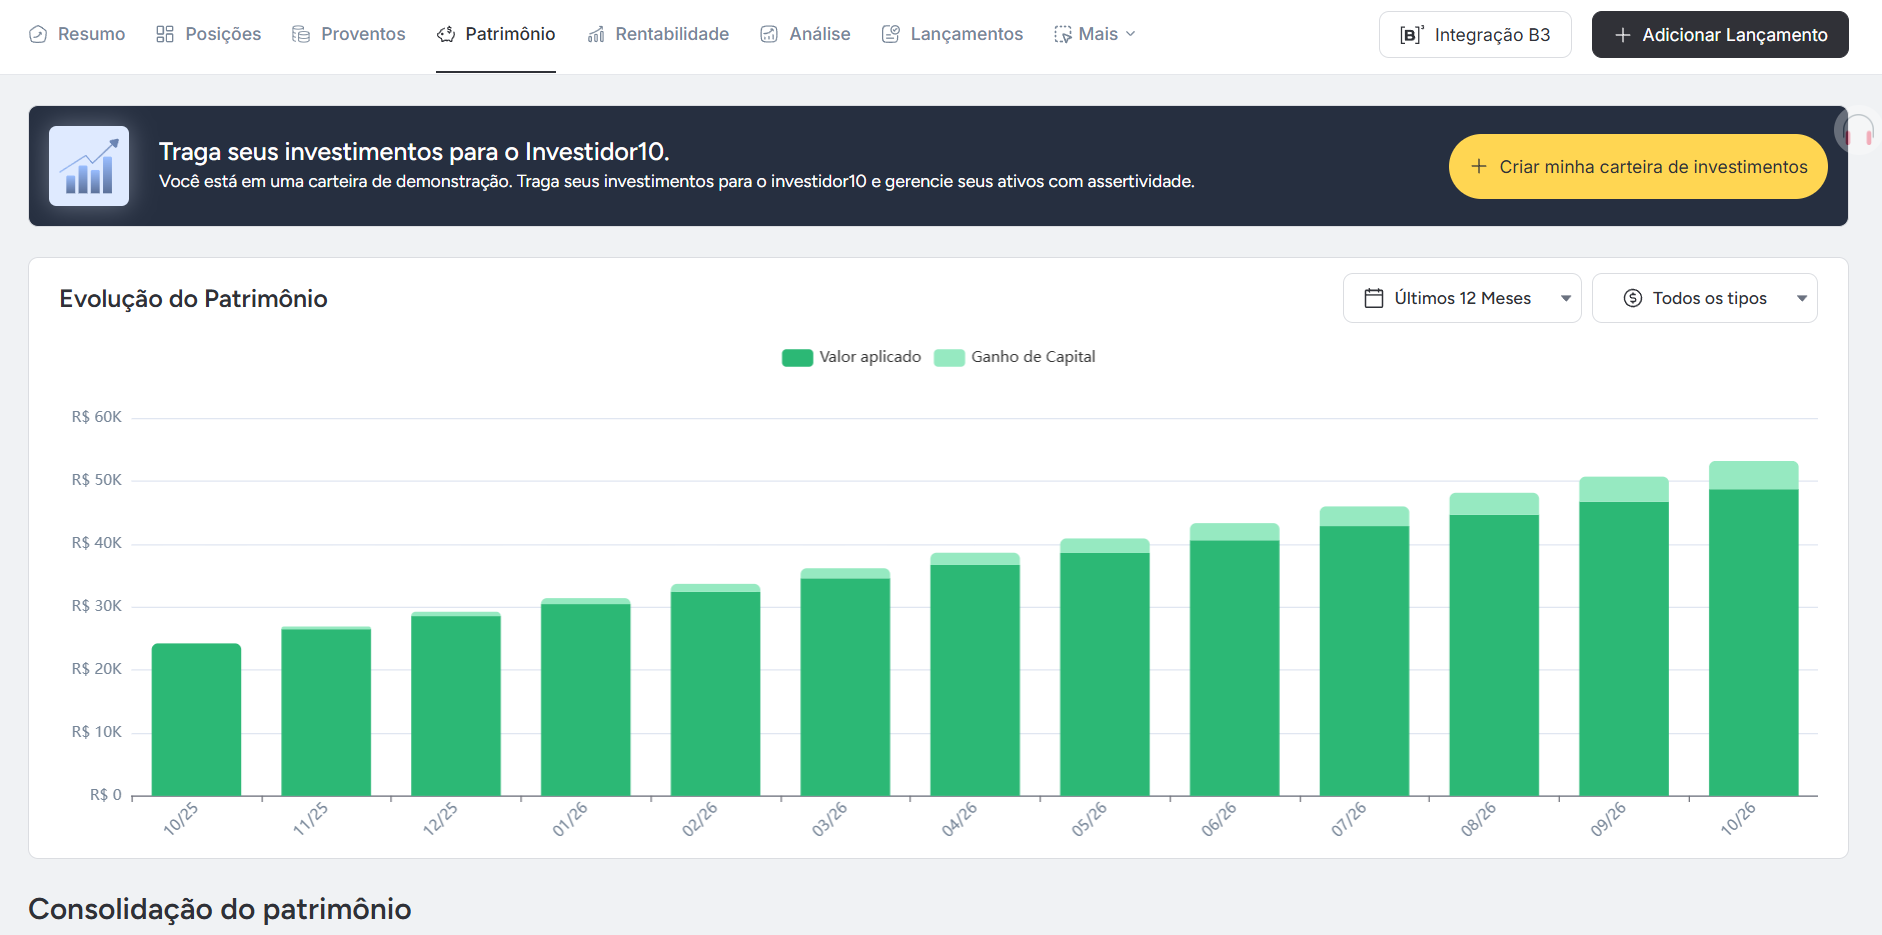 Resumo
Posições
Proventos
Patrimônio
Rentabilidade
Análise
Lançamentos
Mais
[B]³ Integração B3
+ Adicionar Lançamento
Traga seus investimentos para o Investidor10.
Você está em uma carteira de demonstração. Traga seus investimentos para o investidor10 e gerencie seus ativos com assertividade.
+ Criar minha carteira de investimentos
Evolução do Patrimônio
Últimos 12 Meses
Todos os tipos
Valor aplicado
Ganho de Capital
R$ 60K
R$ 50K
R$ 40K
R$ 30K
R$ 20K
R$ 10K
R$ 0
10/25
11/25
12/25
01/26
02/26
03/26
04/26
05/26
06/26
07/26
08/26
09/26
10/26
Consolidação do patrimônio